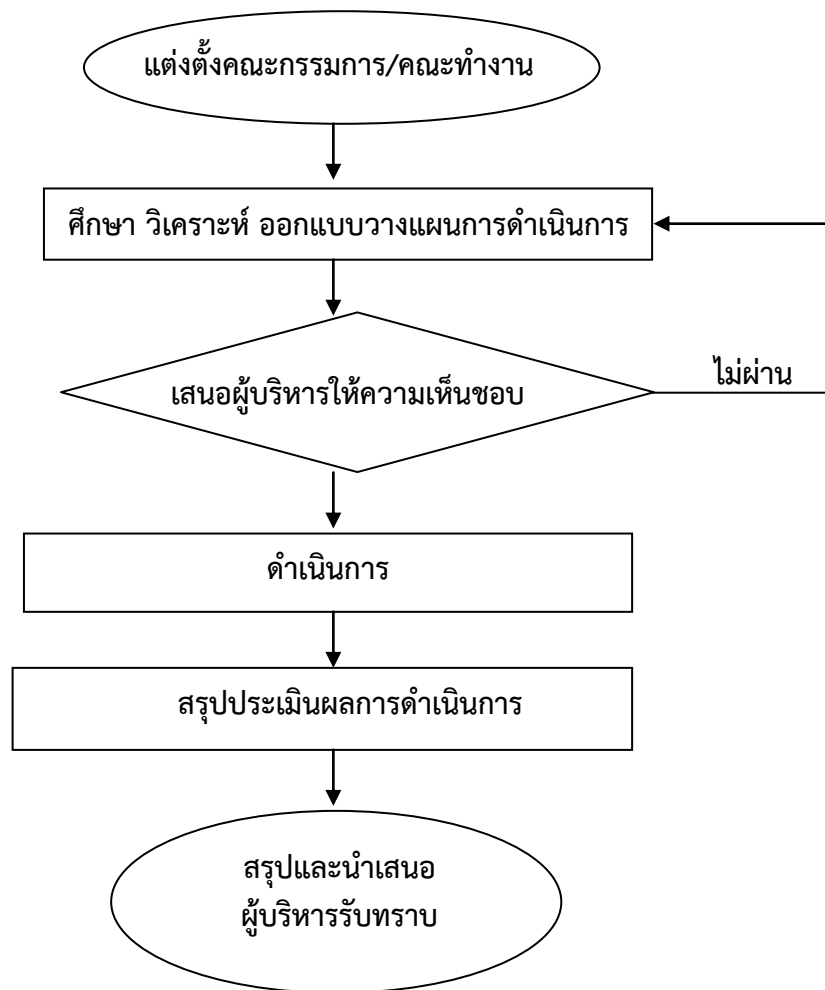 แต่งตั้งคณะกรรมการ/คณะทำงาน
ศึกษา วิเคราะห์ ออกแบบวางแผนการดำเนินการ
เสนอผู้บริหารให้ความเห็นชอบ
ไม่ผ่าน
ดำเนินการ
สรุปประเมินผลการดำเนินการ
สรุปและนำเสนอ
ผู้บริหารรับทราบ